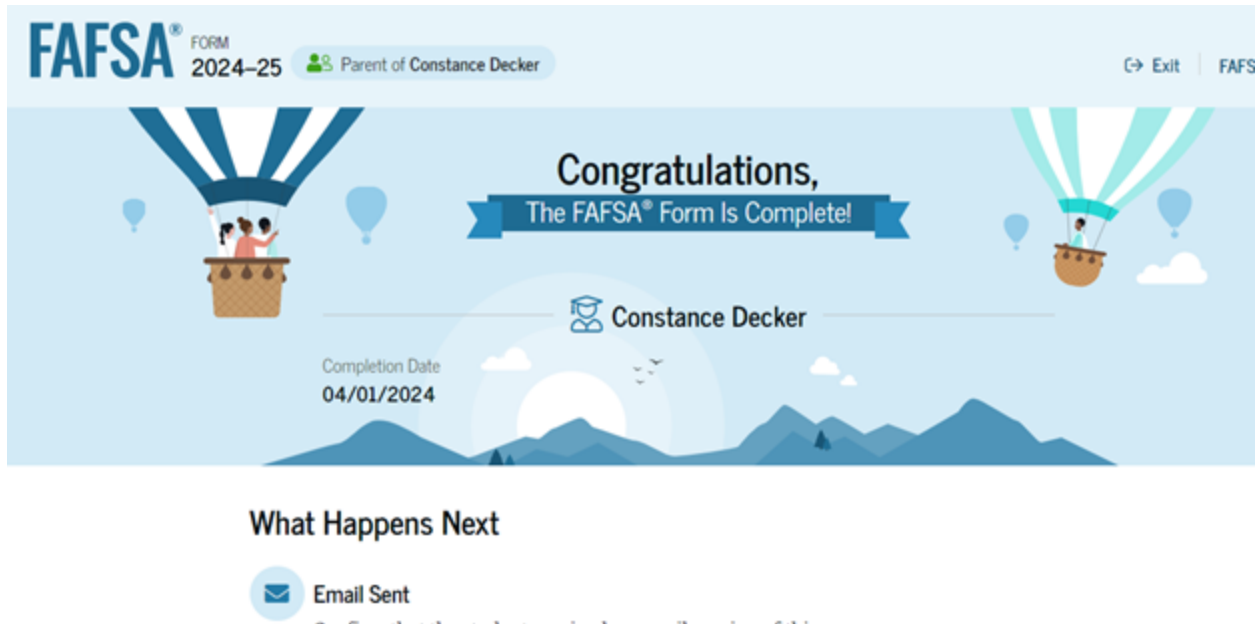 FAFSA® FORM
2024–25
Parent of Constance Decker
Exit
FAFS
Congratulations,
The FAFSA® Form Is Complete!
Constance Decker
Completion Date
04/01/2024
What Happens Next
Email Sent